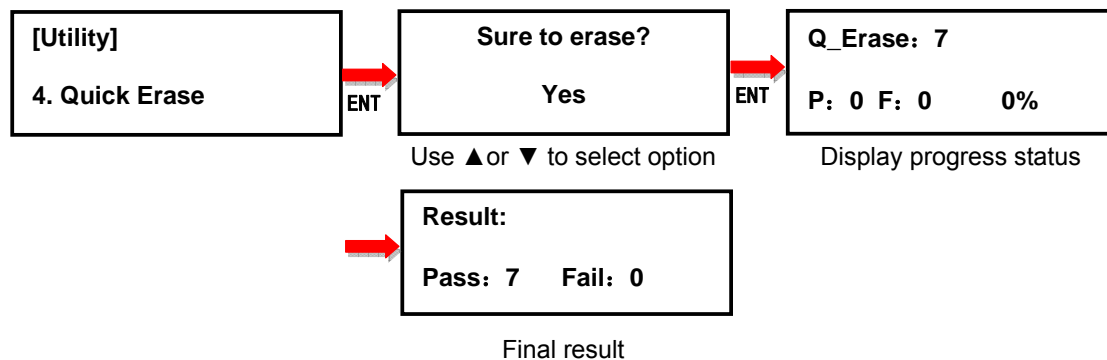 [Utility]
4. Quick Erase
ENT
Sure to erase?
Yes
Use ▲or ▼ to select option
ENT
Q_Erase：7
P：0 F：0 0%
Display progress status
Result:
Pass：7 Fail：0
Final result